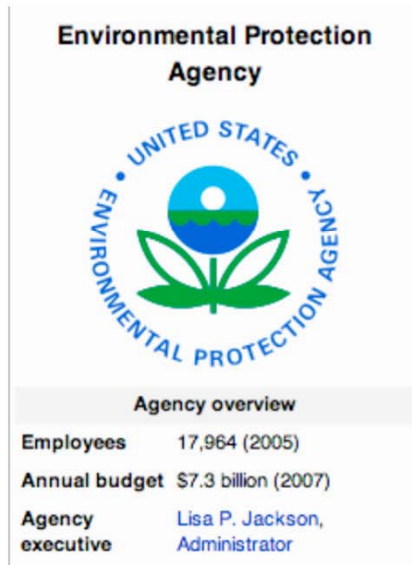 Environmental Protection
Agency
UNITED STATES
ENVIRONMENTAL PROTECTION AGENCY
Agency overview
Employees 17,964 (2005)
Annual budget $7.3 billion (2007)
Agency Lisa P. Jackson,
executive Administrator